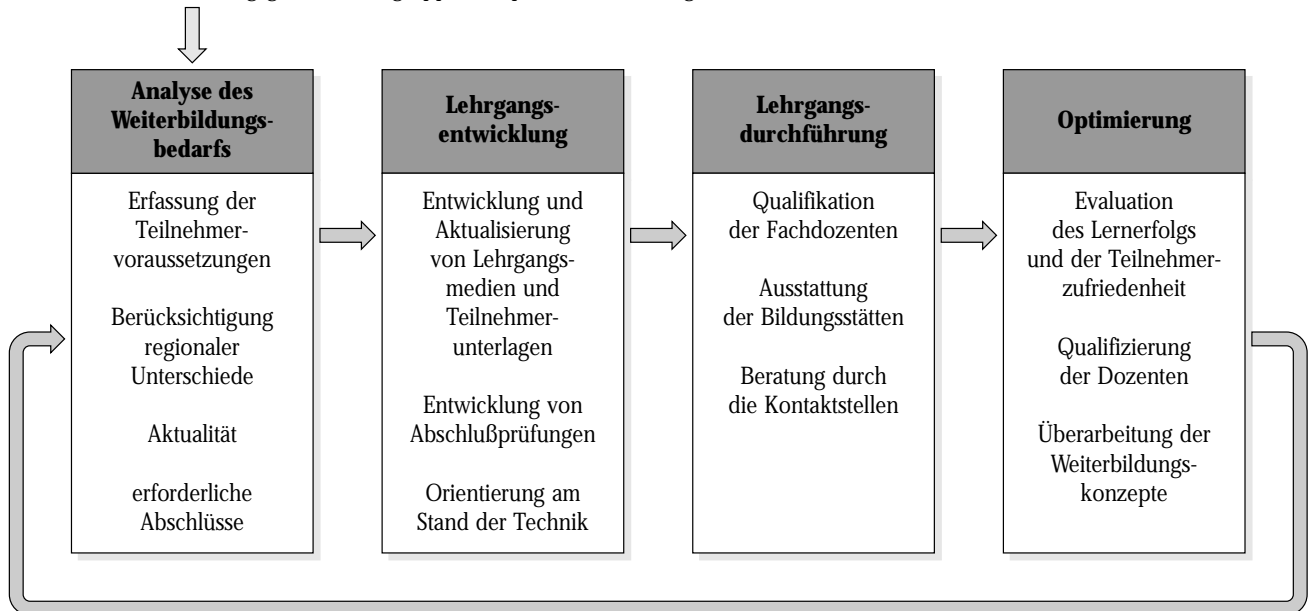 Analyse des
Weiterbildungs-
bedarfs
Erfassung der
Teilnehmer-
voraussetzungen
Berücksichtigung
regionaler
Unterschiede
Aktualität
erforderliche
Abschlüsse
Lehrgangs-
entwicklung
Entwicklung und
Aktualisierung
von Lehrgangs-
medien und
Teilnehmer-
unterlagen
Entwicklung von
Abschlußprüfungen
Orientierung am
Stand der Technik
Lehrgangs-
durchführung
Qualifikation
der Fachdozenten
Ausstattung
der Bildungsstätten
Beratung durch
die Kontaktstellen
Optimierung
Evaluation
des Lernerfolgs
und der Teilnehmer-
zufriedenheit
Qualifizierung
der Dozenten
Überarbeitung der
Weiterbildungs-
konzepte